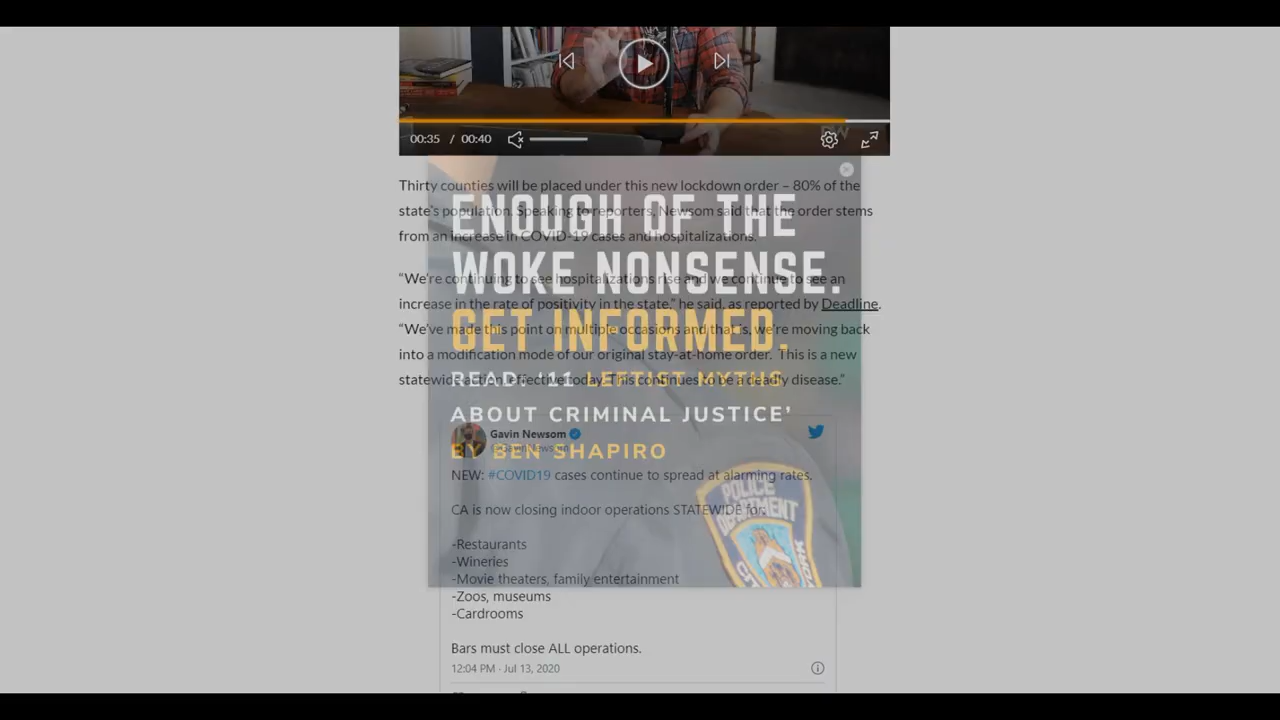 00:35 / 00:40
Thirty counties will be placed under this new lockdown order – 80% of the
state's population. Speaking to reporters, Newsom said that the order stems
from an increase in COVID-19 cases and hospitalizations.
ENOUGH OF THE
WOKE NONSENSE.
GET INFORMED.
READ: '11 LEFTIST MYTHS
ABOUT CRIMINAL JUSTICE'
BY BEN SHAPIRO
“We're continuing to see hospitalizations rise and we continue to see an
increase in the rate of positivity in the state,” he said, as reported by Deadline.
“We've made this point on multiple occasions and that is, we're moving back
into a modification mode of our original stay-at-home order. This is a new
statewide action, effective today. This continues to be a deadly disease.”
Gavin Newsom
@GavinNewsom
NEW: #COVID19 cases continue to spread at alarming rates.
CA is now closing indoor operations STATEWIDE for:
-Restaurants
-Wineries
-Movie theaters, family entertainment
-Zoos, museums
-Cardrooms
Bars must close ALL operations.
12:04 PM · Jul 13, 2020
POLICE
DEPARTMENT